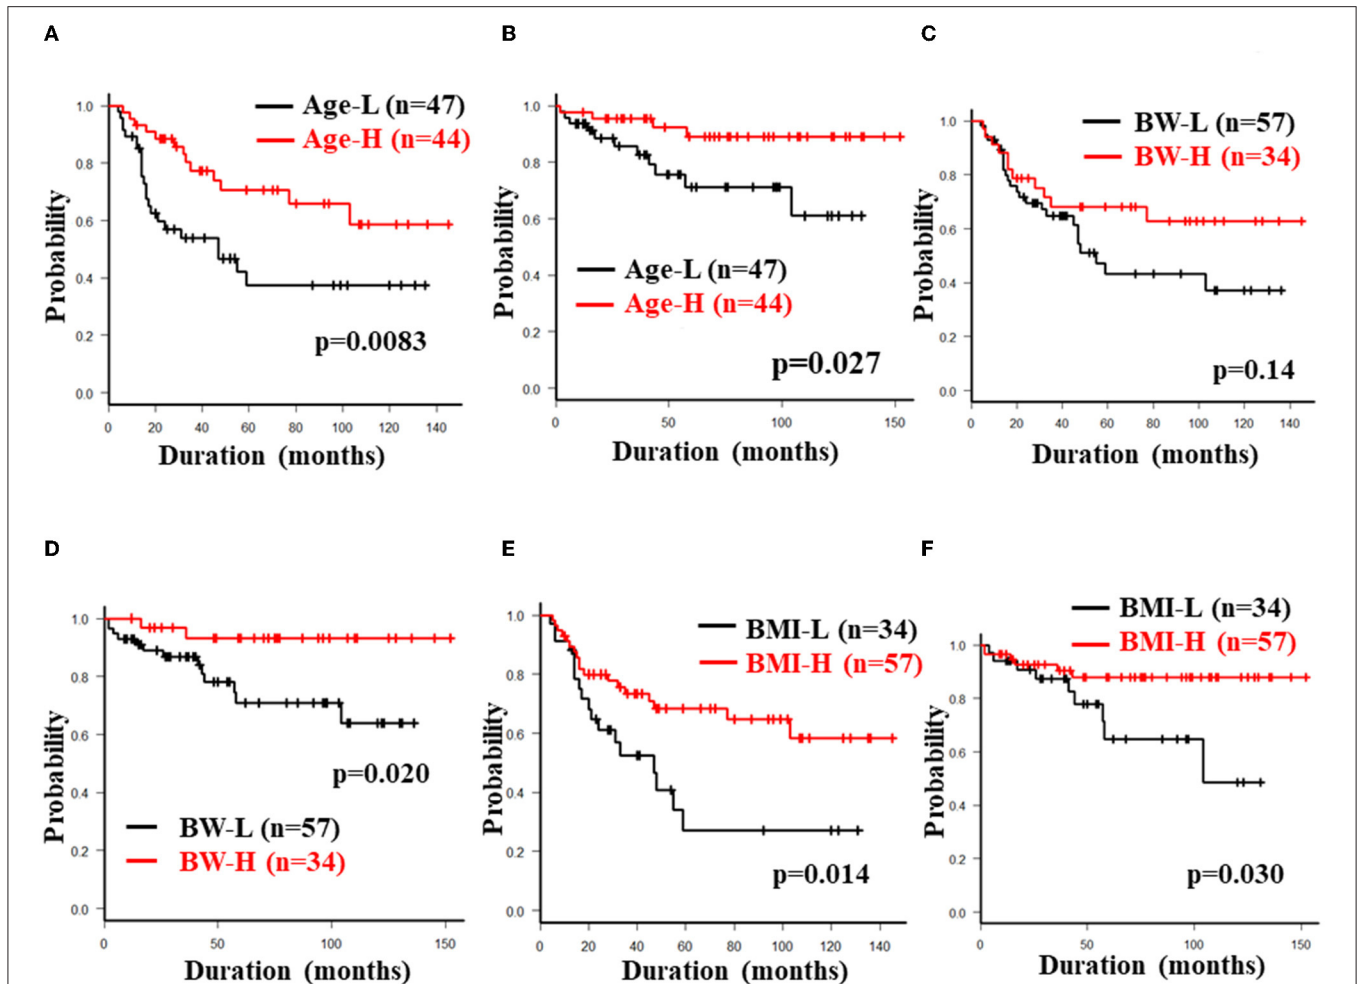 A
1.0
0.8
0.6
0.4
0.2
0.0
Probability
Age-L (n=47)
Age-H (n=44)
p=0.0083
0 20 40 60 80 100 120 140
Duration (months)
B
1.0
0.8
0.6
0.4
0.2
0.0
Probability
Age-L (n=47)
Age-H (n=44)
p=0.027
0 50 100 150
Duration (months)
C
1.0
0.8
0.6
0.4
0.2
0.0
Probability
BW-L (n=57)
BW-H (n=34)
p=0.14
0 20 40 60 80 100 120 140
Duration (months)
D
1.0
0.8
0.6
0.4
0.2
0.0
Probability
p=0.020
BW-L (n=57)
BW-H (n=34)
0 50 100 150
Duration (months)
E
1.0
0.8
0.6
0.4
0.2
0.0
Probability
BMI-L (n=34)
BMI-H (n=57)
p=0.014
0 20 40 60 80 100 120 140
Duration (months)
F
1.0
0.8
0.6
0.4
0.2
0.0
Probability
BMI-L (n=34)
BMI-H (n=57)
p=0.030
0 50 100 150
Duration (months)